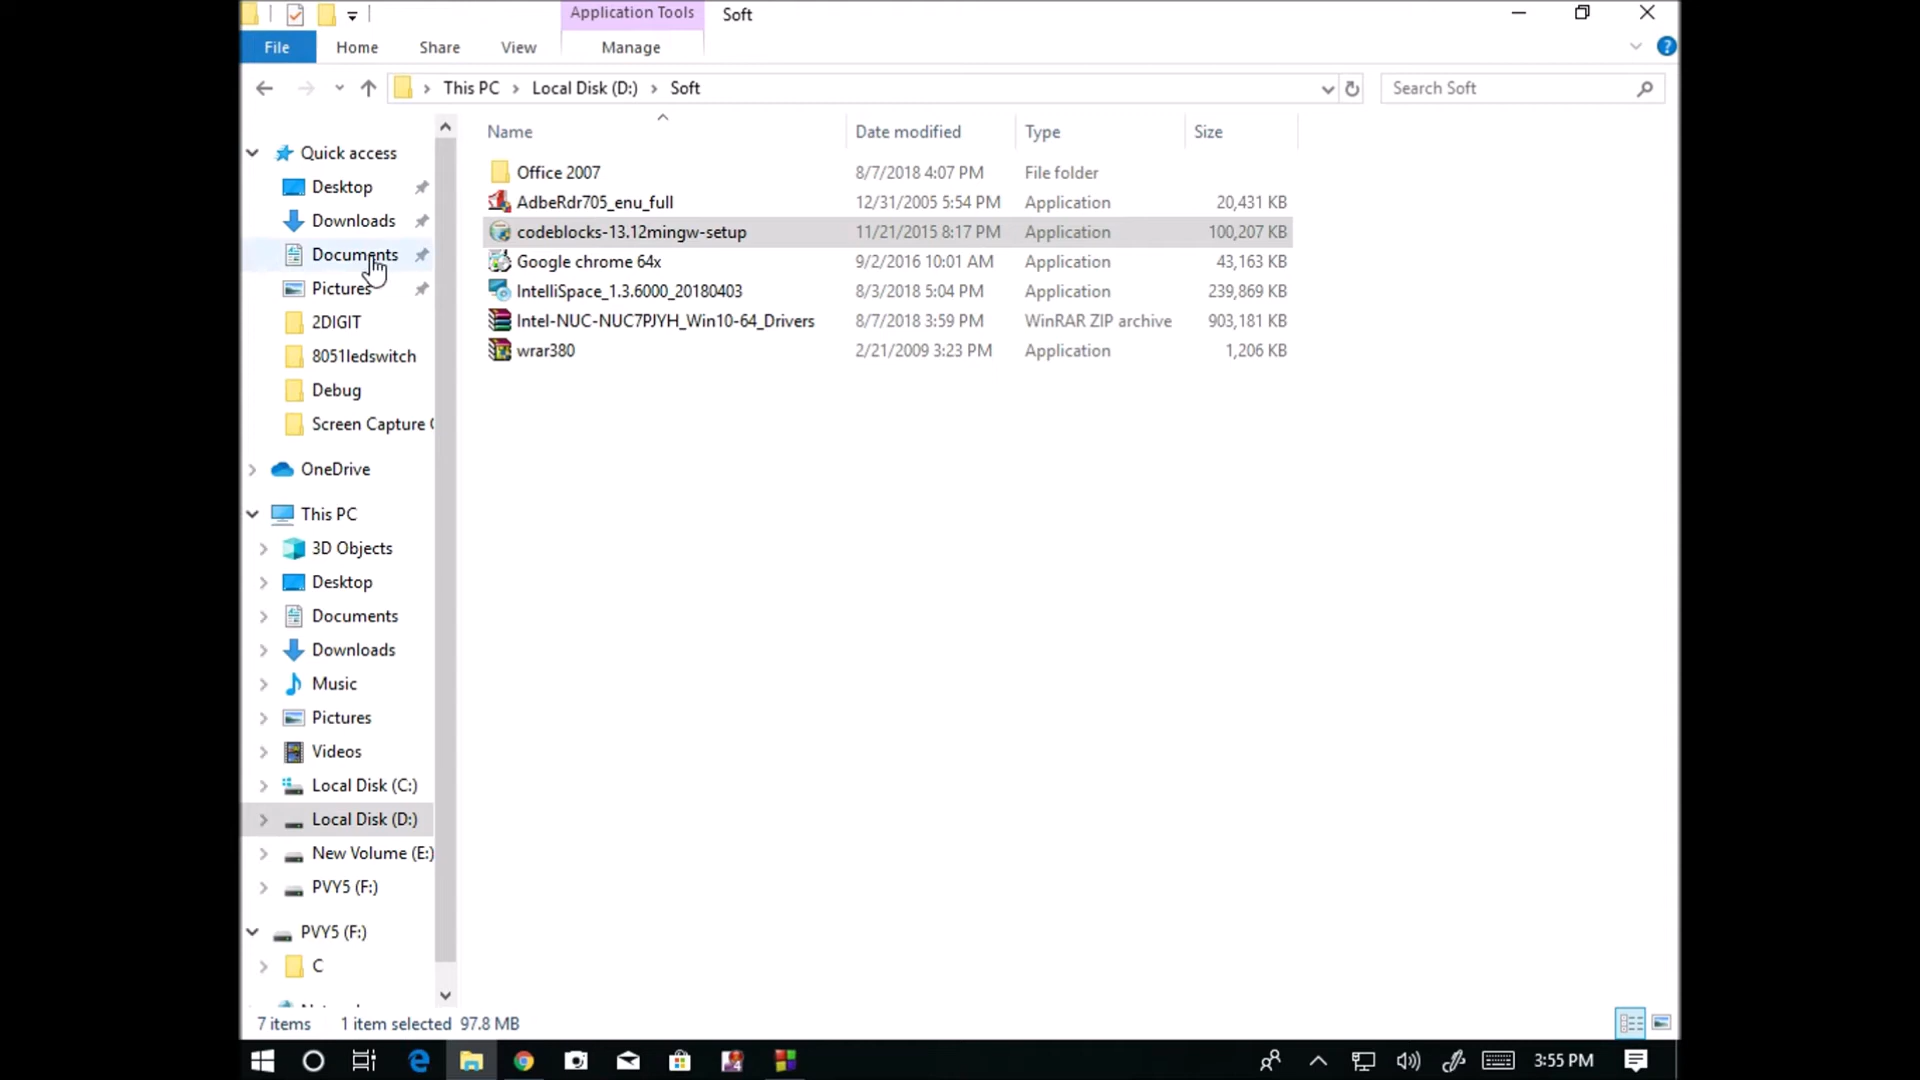 Application Tools
Soft
File
Home
Share
View
Manage
This PC
Local Disk (D:)
Soft
Search Soft
Name
Date modified
Type
Size
Office 2007
8/7/2018 4:07 PM
File folder
AdbeRdr705_enu_full
12/31/2005 5:54 PM
Application
20,431 KB
codeblocks-13.12mingw-setup
11/21/2015 8:17 PM
Application
100,207 KB
Google chrome 64x
9/2/2016 10:01 AM
Application
43,163 KB
IntelliSpace_1.3.6000_20180403
8/3/2018 5:04 PM
Application
239,869 KB
Intel-NUC-NUC7PJYH_Win10-64_Drivers
8/7/2018 3:59 PM
WinRAR ZIP archive
903,181 KB
wrar380
2/21/2009 3:23 PM
Application
1,206 KB
Quick access
Desktop
Downloads
Documents
Pictures
2DIGIT
8051ledswitch
Debug
Screen Capture
OneDrive
This PC
3D Objects
Desktop
Documents
Downloads
Music
Pictures
Videos
Local Disk (C:)
Local Disk (D:)
New Volume (E:)
PVY5 (F:)
PVY5 (F:)
C
7 items
1 item selected 97.8 MB
3:55 PM